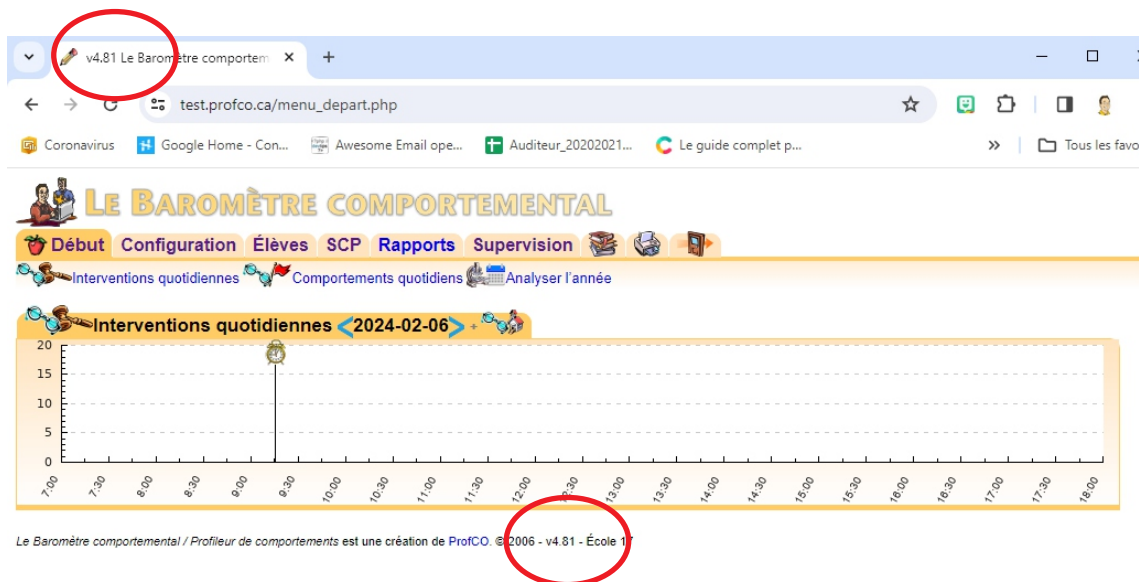 v4.81 Le Baromètre comportem
test.profco.ca/menu_depart.php
Coronavirus Google Home - Con... Awesome Email ope... Auditeur_20202021... Le guide complet p... » Tous les favo
LE BAROMÈTRE COMPORTEMENTAL
Début Configuration Élèves SCP Rapports Supervision
Interventions quotidiennes Comportements quotidiens Analyser l'année
Interventions quotidiennes <2024-02-06> +
20
15
10
5
0
7:00 7:30 8:00 8:30 9:00 9:30 10:00 10:30 11:00 11:30 12:00 12:30 13:00 13:30 14:00 14:30 15:00 15:30 16:00 16:30 17:00 17:30 18:00
Le Baromètre comportemental / Profileur de comportements est une création de ProfCO. © 2006 - v4.81 - École 17